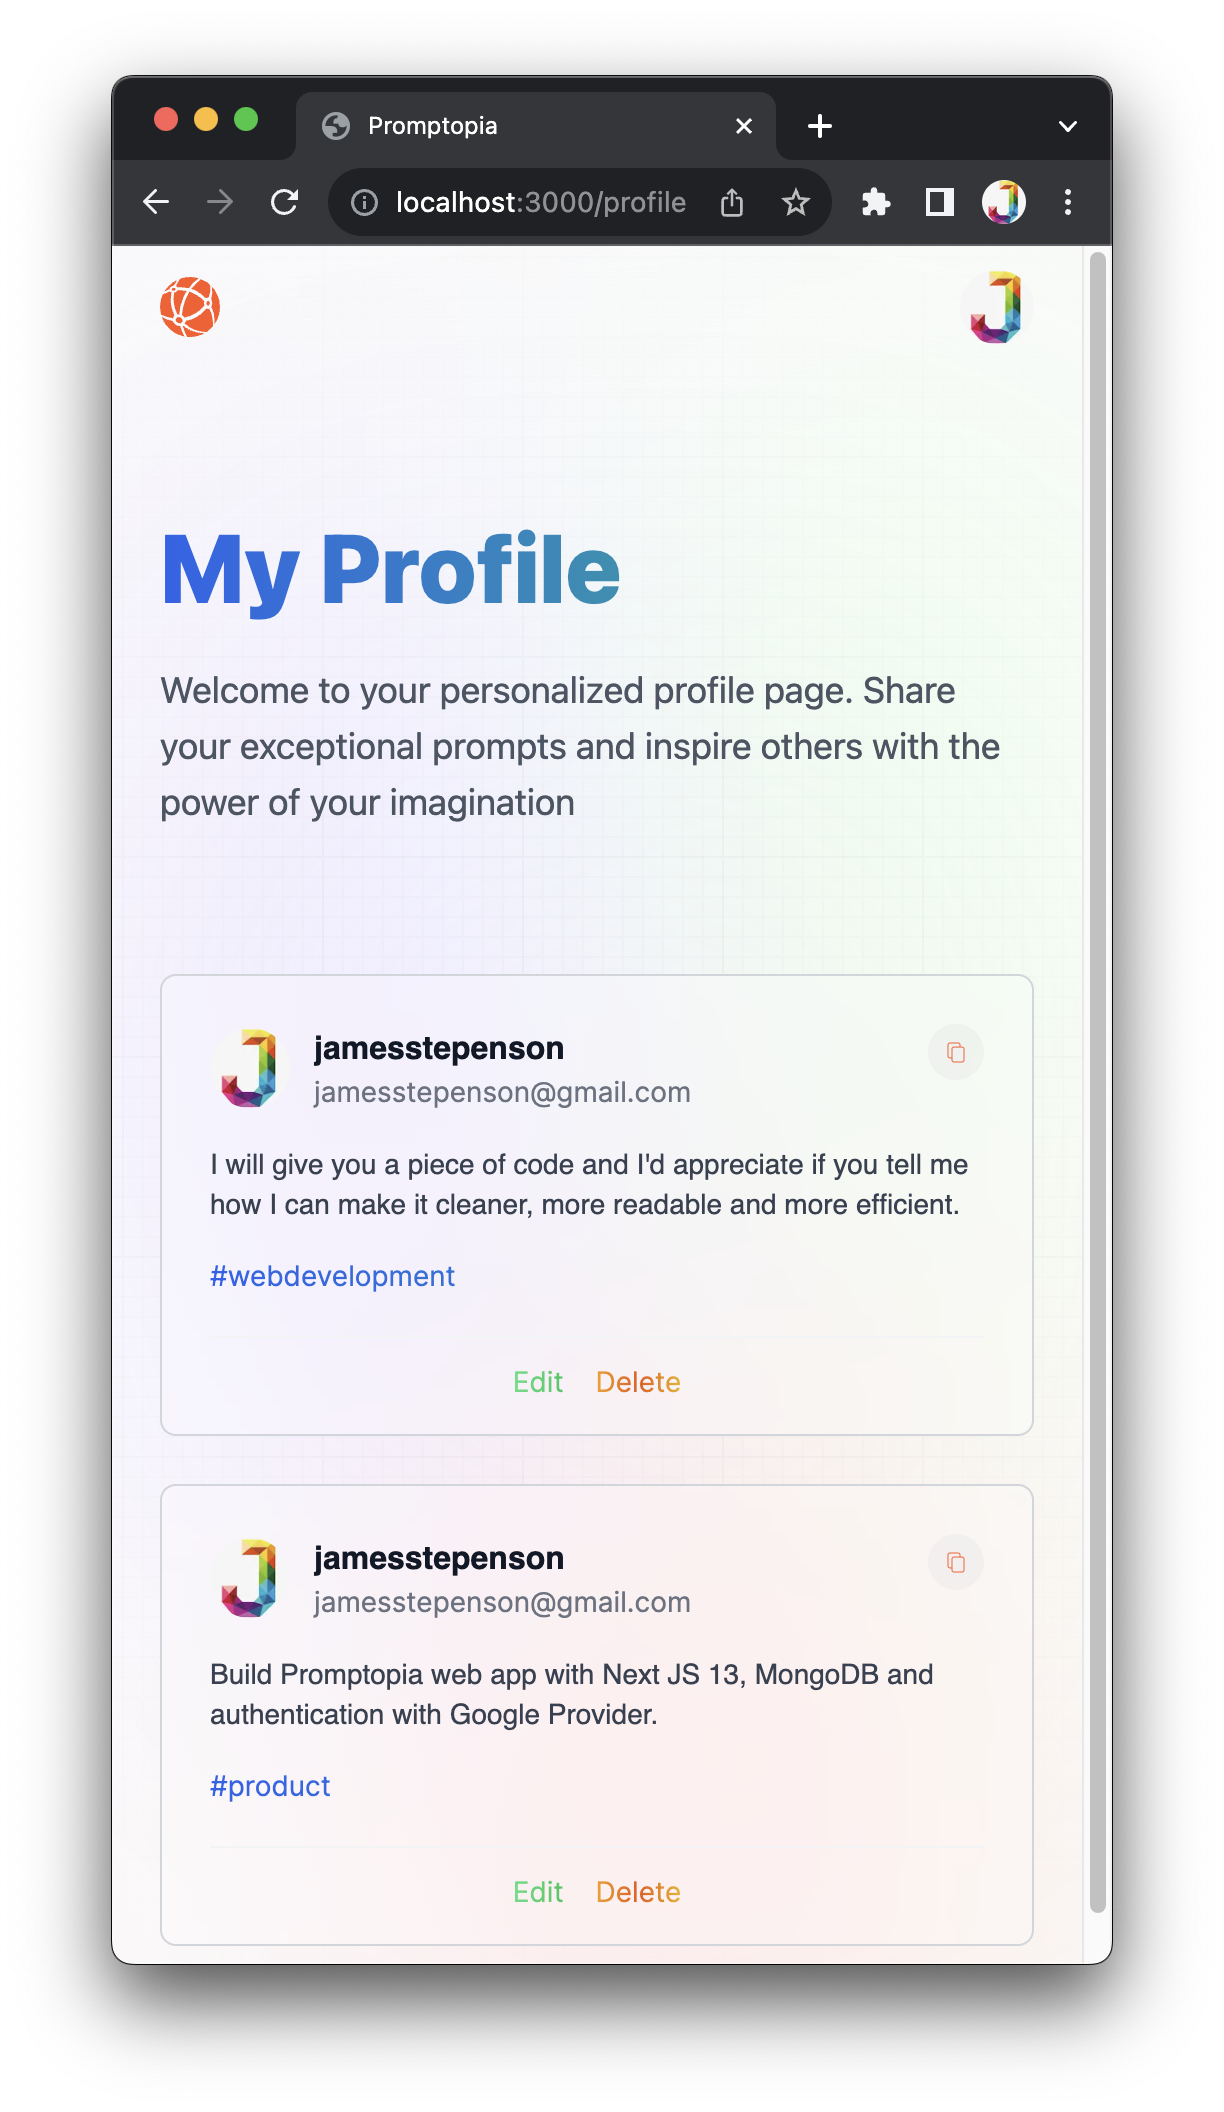 Promptopia
localhost:3000/profile
My Profile
Welcome to your personalized profile page. Share
your exceptional prompts and inspire others with the
power of your imagination
jamesstepenson
jamesstepenson@gmail.com
I will give you a piece of code and I'd appreciate if you tell me
how I can make it cleaner, more readable and more efficient.
#webdevelopment
Edit Delete
jamesstepenson
jamesstepenson@gmail.com
Build Promptopia web app with Next JS 13, MongoDB and
authentication with Google Provider.
#product
Edit Delete